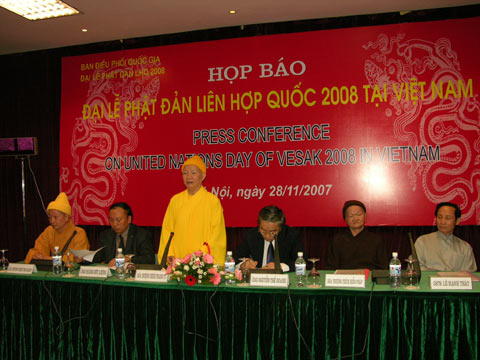 BAN ĐIỀU PHỐI QUỐC GIA
ĐẠI LỄ PHẬT ĐẢN LHQ 2008
HỌP BÁO
ĐẠI LỄ PHẬT ĐẢN LIÊN HỢP QUỐC 2008 TẠI VIỆT NAM
PRESS CONFERENCE
ON UNITED NATIONS DAY OF VESAK 2008 IN VIETNAM
Nội, ngày 28/11/2007